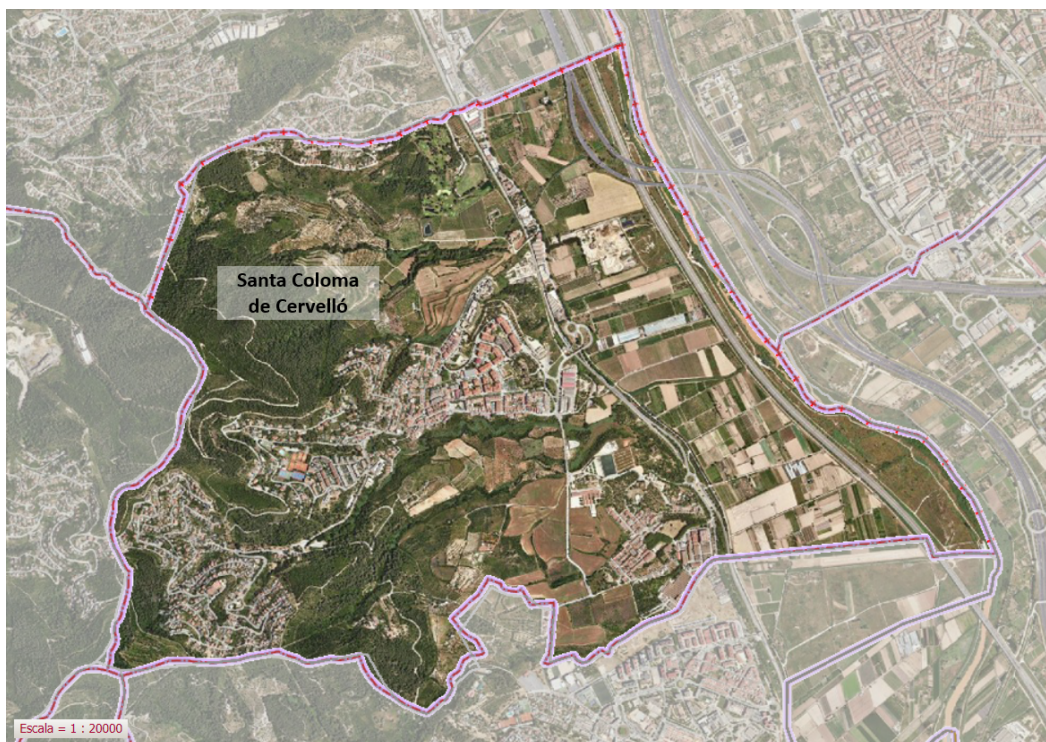 Santa Coloma
de Cervelló
Escala = 1 : 20000